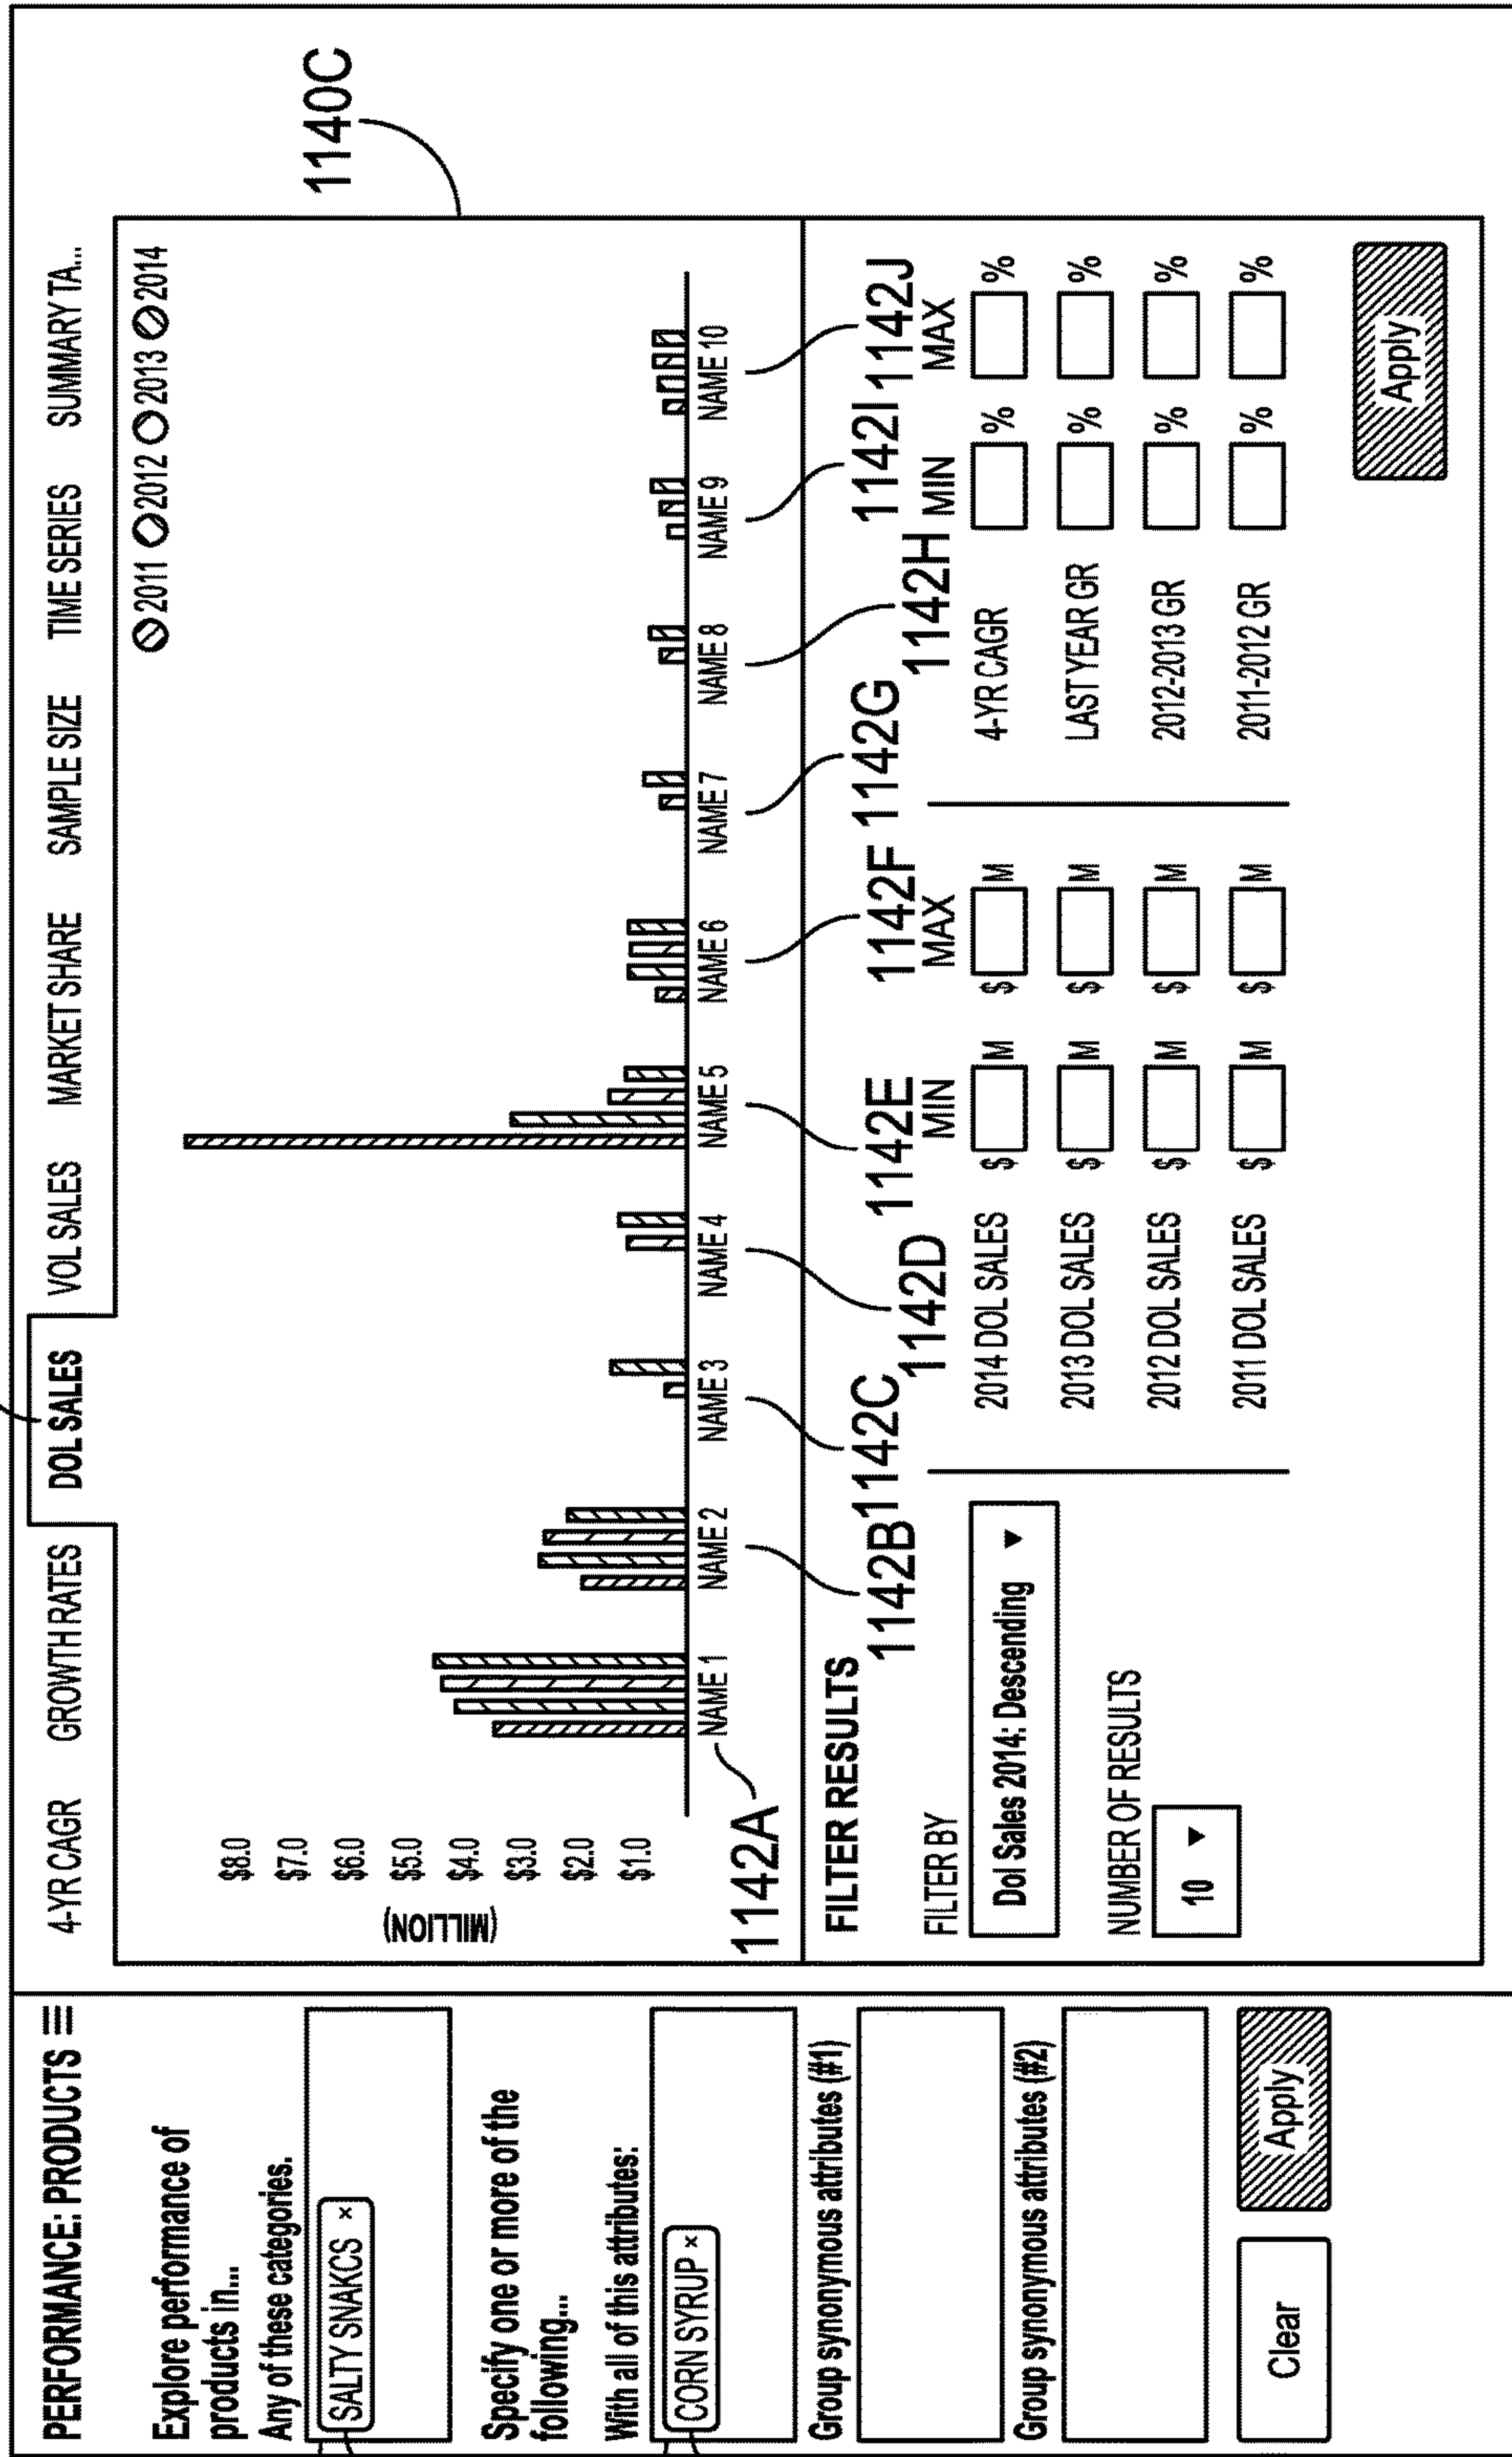 PERFORMANCE: PRODUCTS
Explore performance of
products in...
Any of these categories.
SALTY SNAKCS ×
Specify one or more of the
following...
With all of this attributes:
CORN SYRUP ×
Group synonymous attributes (#1)
Group synonymous attributes (#2)
Clear Apply
4-YR CAGR GROWTH RATES DOL SALES VOL SALES MARKET SHARE SAMPLE SIZE TIME SERIES SUMMARY TA...
2011 2012 2013 2014
1140C
(MILLION)
$8.0
$7.0
$6.0
$5.0
$4.0
$3.0
$2.0
$1.0
NAME 1 NAME 2 NAME 3 NAME 4 NAME 5 NAME 6 NAME 7 NAME 8 NAME 9 NAME 10
1142A
1142B 1142C 1142D 1142E 1142F 1142G 1142H 1142I 1142J
FILTER RESULTS
FILTER BY
Dol Sales 2014: Descending ▼
NUMBER OF RESULTS
10 ▼
MIN MAX
2014 DOL SALES $ M $ M
2013 DOL SALES $ M $ M
2012 DOL SALES $ M $ M
2011 DOL SALES $ M $ M
MIN MAX
4-YR CAGR % %
LAST YEAR GR % %
2012-2013 GR % %
2011-2012 GR % %
Apply